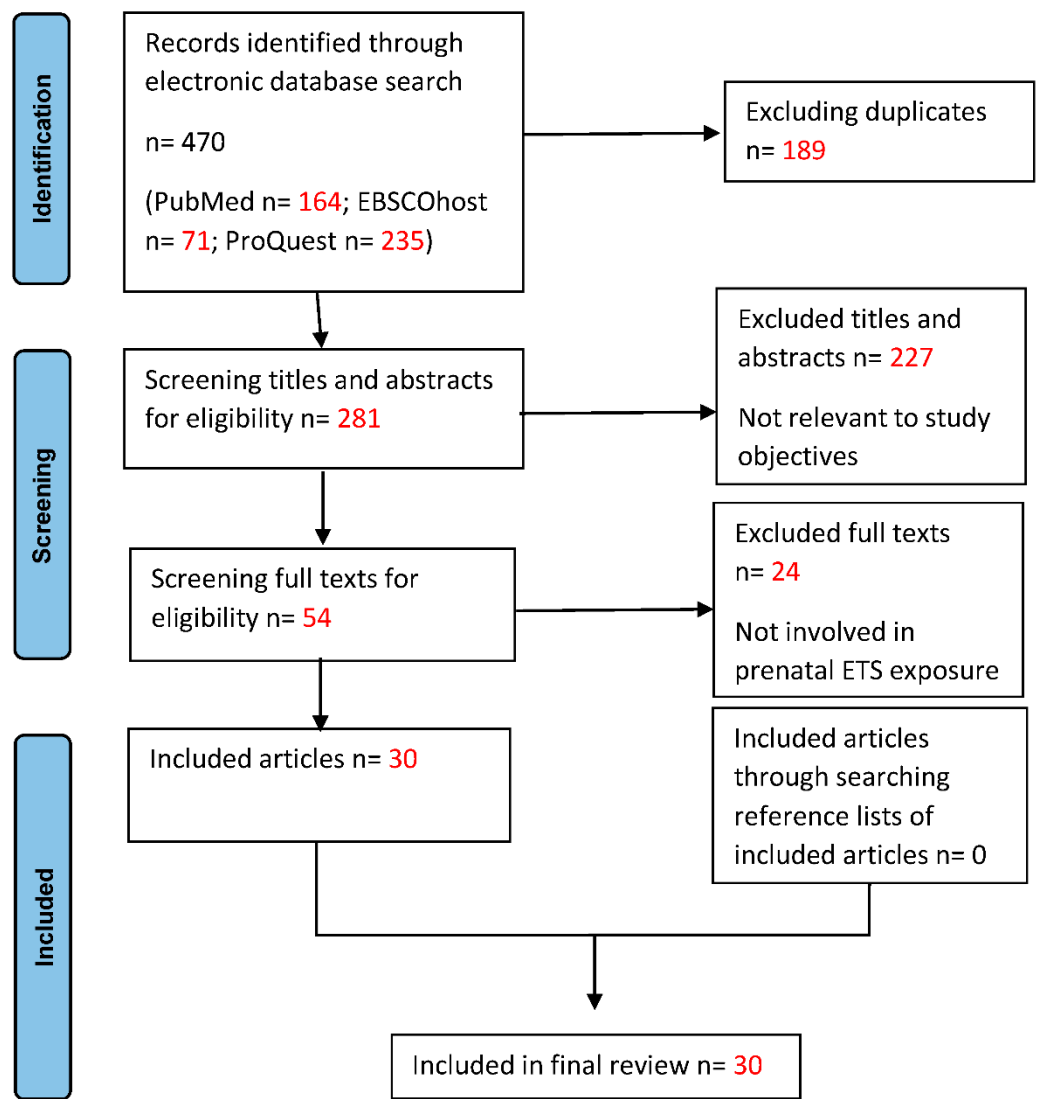 Identification
Records identified through
electronic database search
n= 470
(PubMed n= 164; EBSCOhost
n= 71; ProQuest n= 235)
Excluding duplicates
n= 189
Screening
Screening titles and abstracts
for eligibility n= 281
Excluded titles and
abstracts n= 227
Not relevant to study
objectives
Screening full texts for
eligibility n= 54
Excluded full texts
n= 24
Not involved in
prenatal ETS exposure
Included
Included articles n= 30
Included articles
through searching
reference lists of
included articles n= 0
Included in final review n= 30